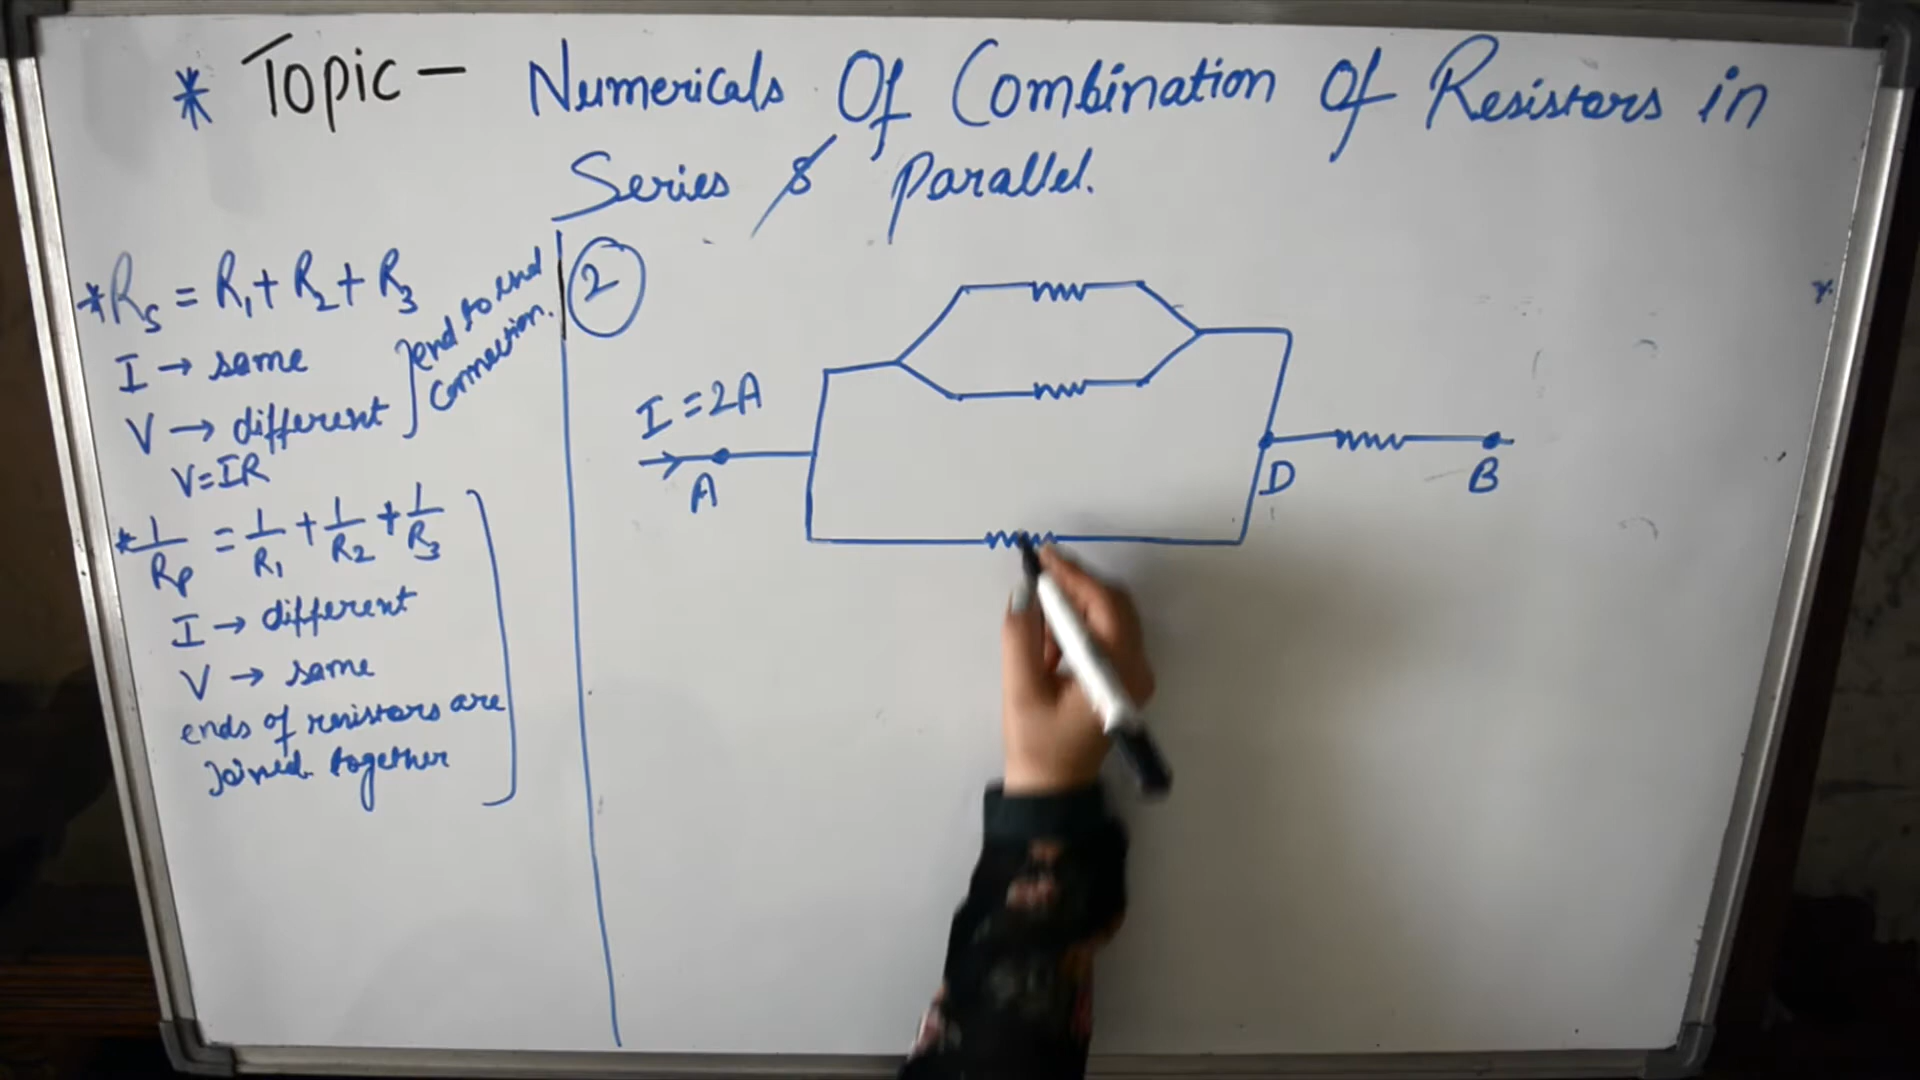 * Topic - Numericals Of Combination Of Resistors in
Series & Parallel.
*Rs = R1 + R2 + R3
I → same
V → different
V = IR
end to end
connection.
*1/Rp = 1/R1 + 1/R2 + 1/R3
I → different
V → same
ends of resistors are
joined together
2
I = 2A
A
D
B